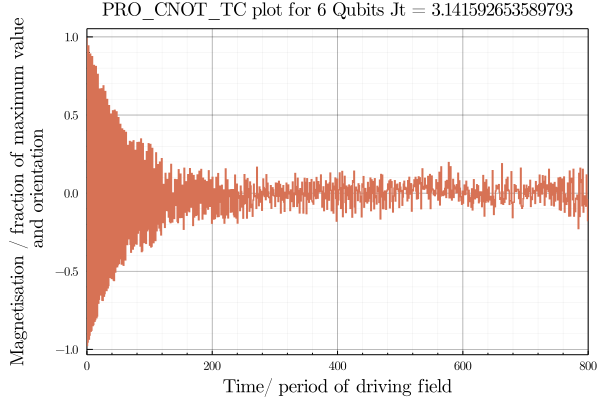 PRO_CNOT_TC plot for 6 Qubits Jt = 3.141592653589793
Magnetisation / fraction of maximum value
and orientation
1.0
0.5
0.0
−0.5
−1.0
0 200 400 600 800
Time/ period of driving field